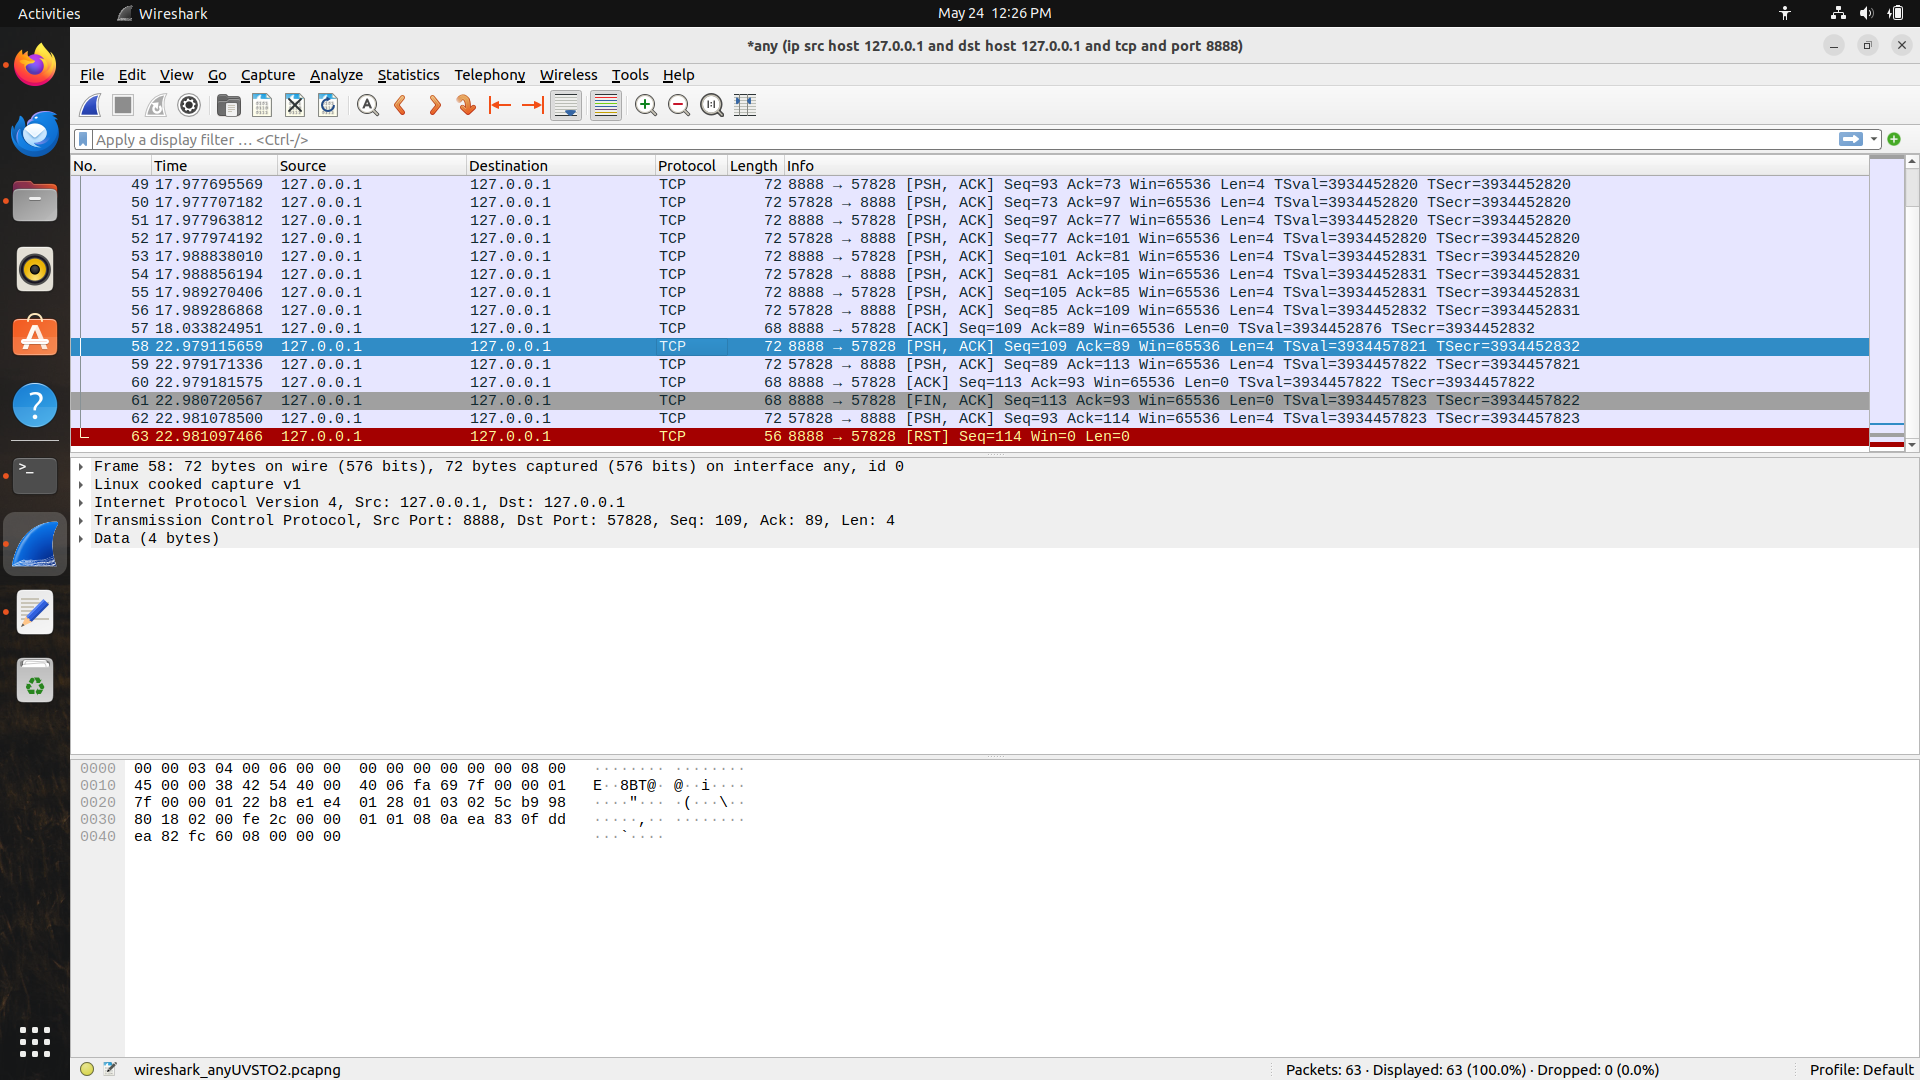 Activities Wireshark May 24 12:26 PM
*any (ip src host 127.0.0.1 and dst host 127.0.0.1 and tcp and port 8888)
File Edit View Go Capture Analyze Statistics Telephony Wireless Tools Help
Apply a display filter … <Ctrl-/>
No. Time Source Destination Protocol Length Info
49 17.977695569 127.0.0.1 127.0.0.1 TCP 72 8888 → 57828 [PSH, ACK] Seq=93 Ack=73 Win=65536 Len=4 TSval=3934452820 TSecr=3934452820
50 17.977707182 127.0.0.1 127.0.0.1 TCP 72 57828 → 8888 [PSH, ACK] Seq=73 Ack=97 Win=65536 Len=4 TSval=3934452820 TSecr=3934452820
51 17.977963812 127.0.0.1 127.0.0.1 TCP 72 8888 → 57828 [PSH, ACK] Seq=97 Ack=77 Win=65536 Len=4 TSval=3934452820 TSecr=3934452820
52 17.977974192 127.0.0.1 127.0.0.1 TCP 72 57828 → 8888 [PSH, ACK] Seq=77 Ack=101 Win=65536 Len=4 TSval=3934452820 TSecr=3934452820
53 17.988838010 127.0.0.1 127.0.0.1 TCP 72 8888 → 57828 [PSH, ACK] Seq=101 Ack=81 Win=65536 Len=4 TSval=3934452831 TSecr=3934452820
54 17.988856194 127.0.0.1 127.0.0.1 TCP 72 57828 → 8888 [PSH, ACK] Seq=81 Ack=105 Win=65536 Len=4 TSval=3934452831 TSecr=3934452831
55 17.989270406 127.0.0.1 127.0.0.1 TCP 72 8888 → 57828 [PSH, ACK] Seq=105 Ack=85 Win=65536 Len=4 TSval=3934452831 TSecr=3934452831
56 17.989286868 127.0.0.1 127.0.0.1 TCP 72 57828 → 8888 [PSH, ACK] Seq=85 Ack=109 Win=65536 Len=4 TSval=3934452832 TSecr=3934452831
57 18.033824951 127.0.0.1 127.0.0.1 TCP 68 8888 → 57828 [ACK] Seq=109 Ack=89 Win=65536 Len=0 TSval=3934452876 TSecr=3934452832
58 22.979115659 127.0.0.1 127.0.0.1 TCP 72 8888 → 57828 [PSH, ACK] Seq=109 Ack=89 Win=65536 Len=4 TSval=3934457821 TSecr=3934452832
59 22.979171336 127.0.0.1 127.0.0.1 TCP 72 57828 → 8888 [PSH, ACK] Seq=89 Ack=113 Win=65536 Len=4 TSval=3934457822 TSecr=3934457821
60 22.979181575 127.0.0.1 127.0.0.1 TCP 68 8888 → 57828 [ACK] Seq=113 Ack=93 Win=65536 Len=0 TSval=3934457822 TSecr=3934457822
61 22.980720567 127.0.0.1 127.0.0.1 TCP 68 8888 → 57828 [FIN, ACK] Seq=113 Ack=93 Win=65536 Len=0 TSval=3934457823 TSecr=3934457822
62 22.981078500 127.0.0.1 127.0.0.1 TCP 72 57828 → 8888 [PSH, ACK] Seq=93 Ack=114 Win=65536 Len=4 TSval=3934457823 TSecr=3934457823
63 22.981097466 127.0.0.1 127.0.0.1 TCP 56 8888 → 57828 [RST] Seq=114 Win=0 Len=0
Frame 58: 72 bytes on wire (576 bits), 72 bytes captured (576 bits) on interface any, id 0
Linux cooked capture v1
Internet Protocol Version 4, Src: 127.0.0.1, Dst: 127.0.0.1
Transmission Control Protocol, Src Port: 8888, Dst Port: 57828, Seq: 109, Ack: 89, Len: 4
Data (4 bytes)
0000 00 00 03 04 00 06 00 00 00 00 00 00 00 00 08 00 ········ ········
0010 45 00 00 38 42 54 40 00 40 06 fa 69 7f 00 00 01 E··8BT@· @··i····
0020 7f 00 00 01 22 b8 e1 e4 01 28 01 03 02 5c b9 98 ····"··· ·(···\··
0030 80 18 02 00 fe 2c 00 00 01 01 08 0a ea 83 0f dd ·····,·· ········
0040 ea 82 fc 60 08 00 00 00 ···`····
wireshark_anyUVSTO2.pcapng Packets: 63 · Displayed: 63 (100.0%) · Dropped: 0 (0.0%) Profile: Default